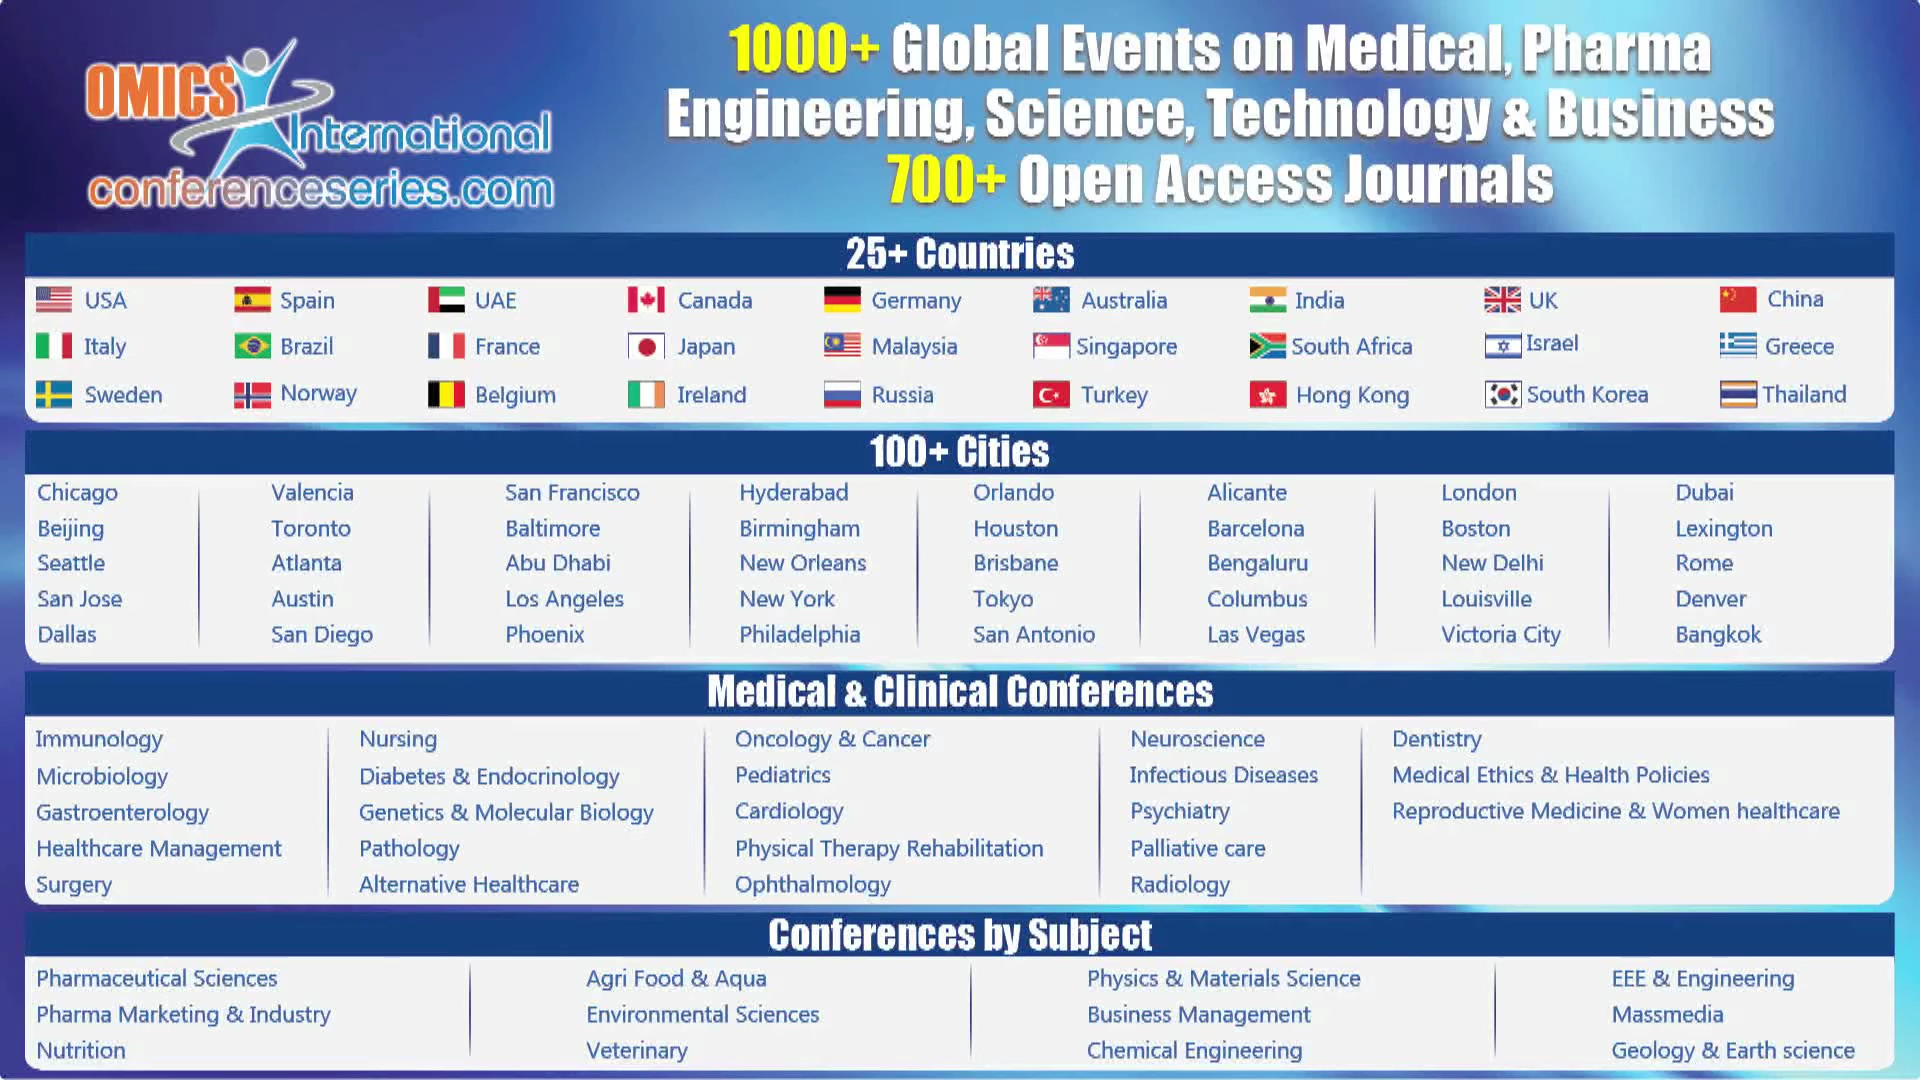 OMICS
International
conferenceseries.com
1000+ Global Events on Medical, Pharma
Engineering, Science, Technology & Business
700+ Open Access Journals
25+ Countries
USA Spain UAE Canada Germany Australia India UK China
Italy Brazil France Japan Malaysia Singapore South Africa Israel Greece
Sweden Norway Belgium Ireland Russia Turkey Hong Kong South Korea Thailand
100+ Cities
Chicago Valencia San Francisco Hyderabad Orlando Alicante London Dubai
Beijing Toronto Baltimore Birmingham Houston Barcelona Boston Lexington
Seattle Atlanta Abu Dhabi New Orleans Brisbane Bengaluru New Delhi Rome
San Jose Austin Los Angeles New York Tokyo Columbus Louisville Denver
Dallas San Diego Phoenix Philadelphia San Antonio Las Vegas Victoria City Bangkok
Medical & Clinical Conferences
Immunology Nursing Oncology & Cancer Neuroscience Dentistry
Microbiology Diabetes & Endocrinology Pediatrics Infectious Diseases Medical Ethics & Health Policies
Gastroenterology Genetics & Molecular Biology Cardiology Psychiatry Reproductive Medicine & Women healthcare
Healthcare Management Pathology Physical Therapy Rehabilitation Palliative care
Surgery Alternative Healthcare Ophthalmology Radiology
Conferences by Subject
Pharmaceutical Sciences Agri Food & Aqua Physics & Materials Science EEE & Engineering
Pharma Marketing & Industry Environmental Sciences Business Management Massmedia
Nutrition Veterinary Chemical Engineering Geology & Earth science